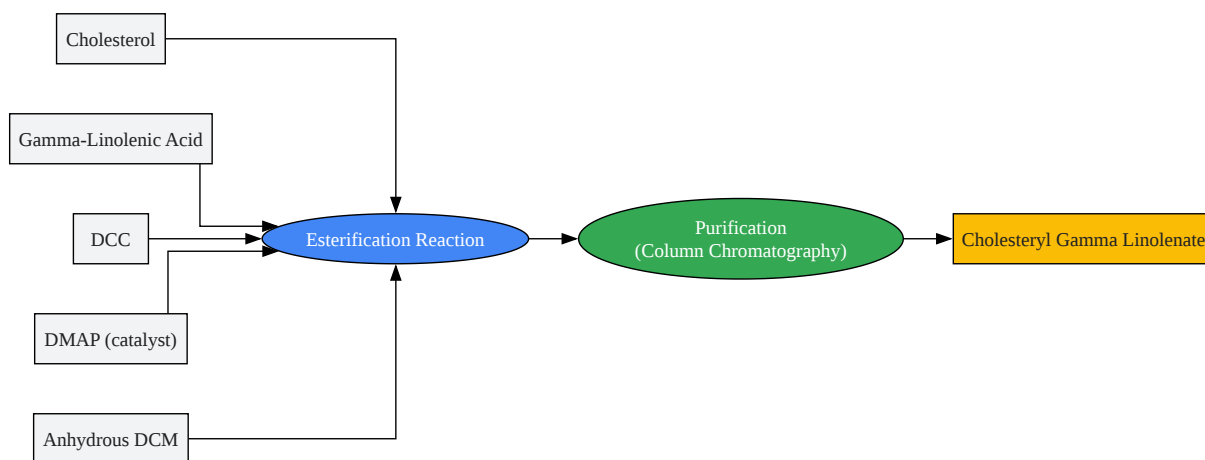 Cholesterol
Gamma-Linolenic Acid
DCC
DMAP (catalyst)
Anhydrous DCM
Esterification Reaction
Purification
(Column Chromatography)
Cholesteryl Gamma Linolenate